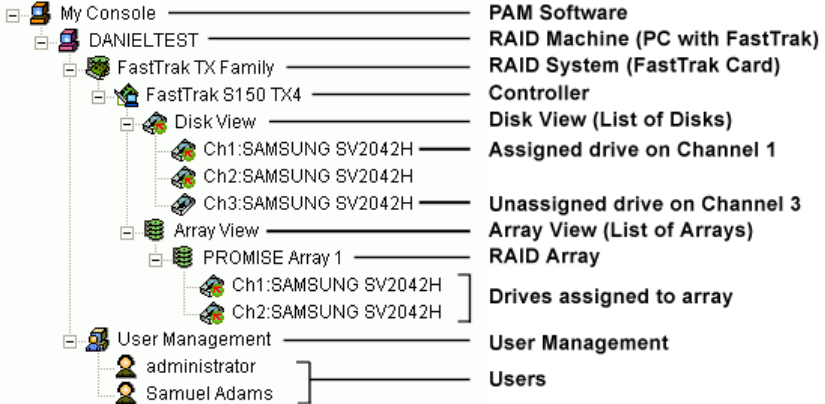 My Console PAM Software
DANIELTEST RAID Machine (PC with FastTrak)
FastTrak TX Family RAID System (FastTrak Card)
FastTrak S150 TX4 Controller
Disk View Disk View (List of Disks)
Ch1:SAMSUNG SV2042H Assigned drive on Channel 1
Ch2:SAMSUNG SV2042H
Ch3:SAMSUNG SV2042H Unassigned drive on Channel 3
Array View Array View (List of Arrays)
PROMISE Array 1 RAID Array
Ch1:SAMSUNG SV2042H
Drives assigned to array
Ch2:SAMSUNG SV2042H
User Management User Management
administrator
Users
Samuel Adams